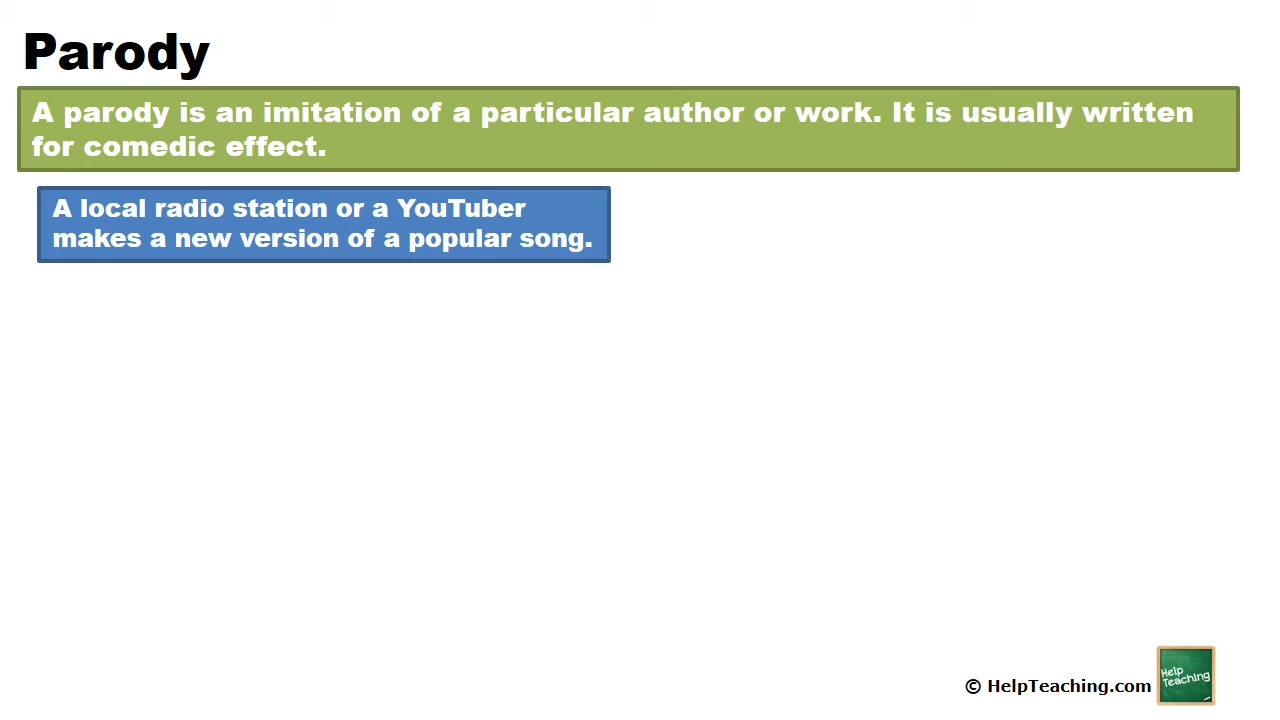 Parody
A parody is an imitation of a particular author or work. It is usually written
for comedic effect.
A local radio station or a YouTuber
makes a new version of a popular song.
© HelpTeaching.com
Help
Teaching